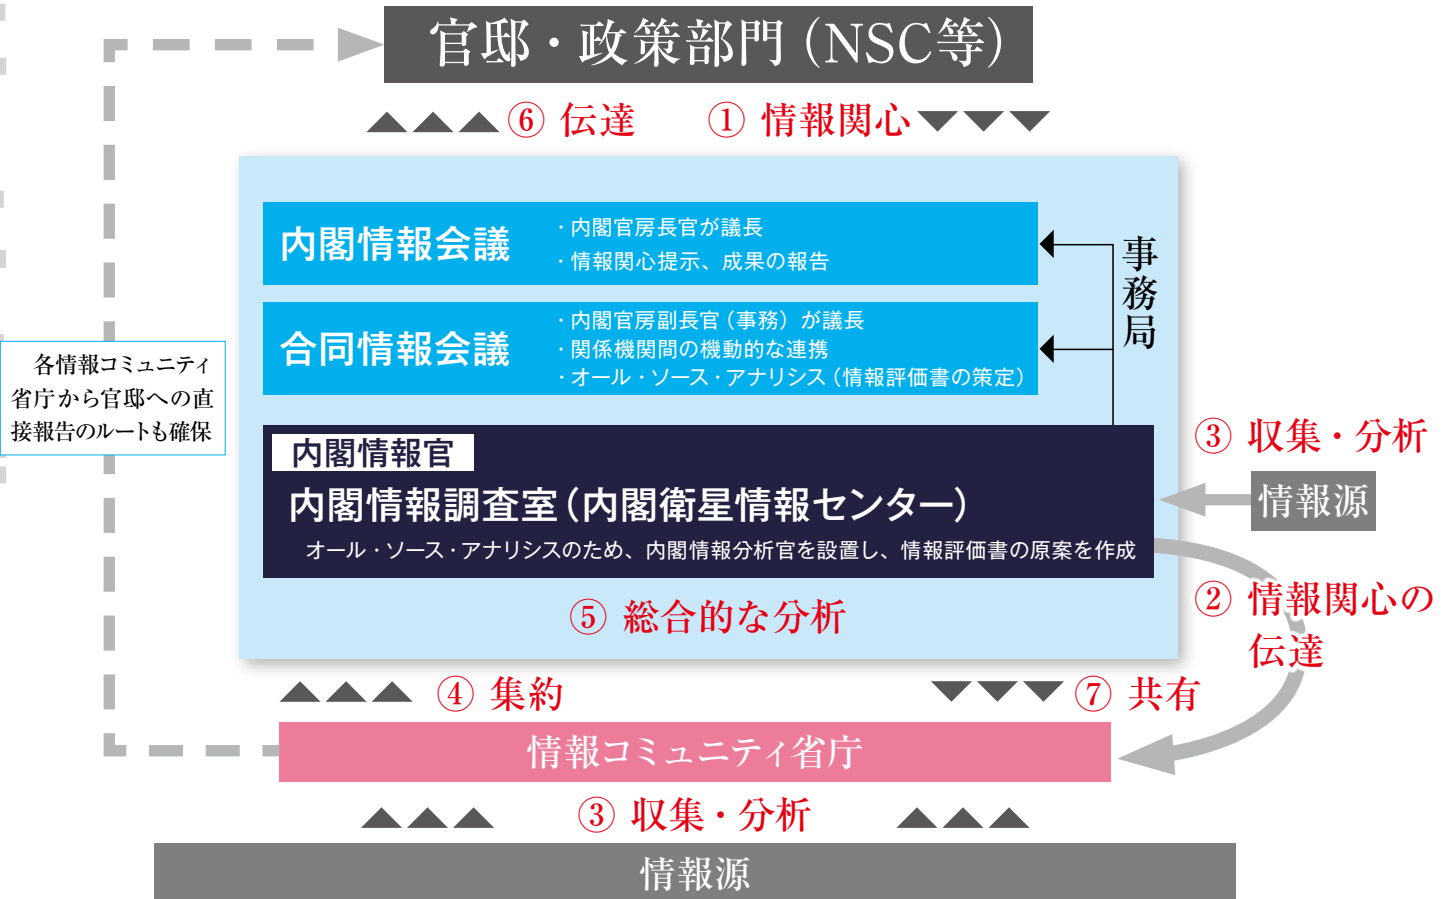 官邸・政策部門（NSC等）
⑥ 伝達
① 情報関心
内閣情報会議
・内閣官房長官が議長
・情報関心提示、成果の報告
合同情報会議
・内閣官房副長官（事務）が議長
・関係機関間の機動的な連携
・オール・ソース・アナリシス（情報評価書の策定）
事務局
各情報コミュニティ
省庁から官邸への直
接報告のルートも確保
内閣情報官
内閣情報調査室（内閣衛星情報センター）
オール・ソース・アナリシスのため、内閣情報分析官を設置し、情報評価書の原案を作成
③ 収集・分析
情報源
② 情報関心の
伝達
⑤ 総合的な分析
④ 集約
⑦ 共有
情報コミュニティ省庁
③ 収集・分析
情報源